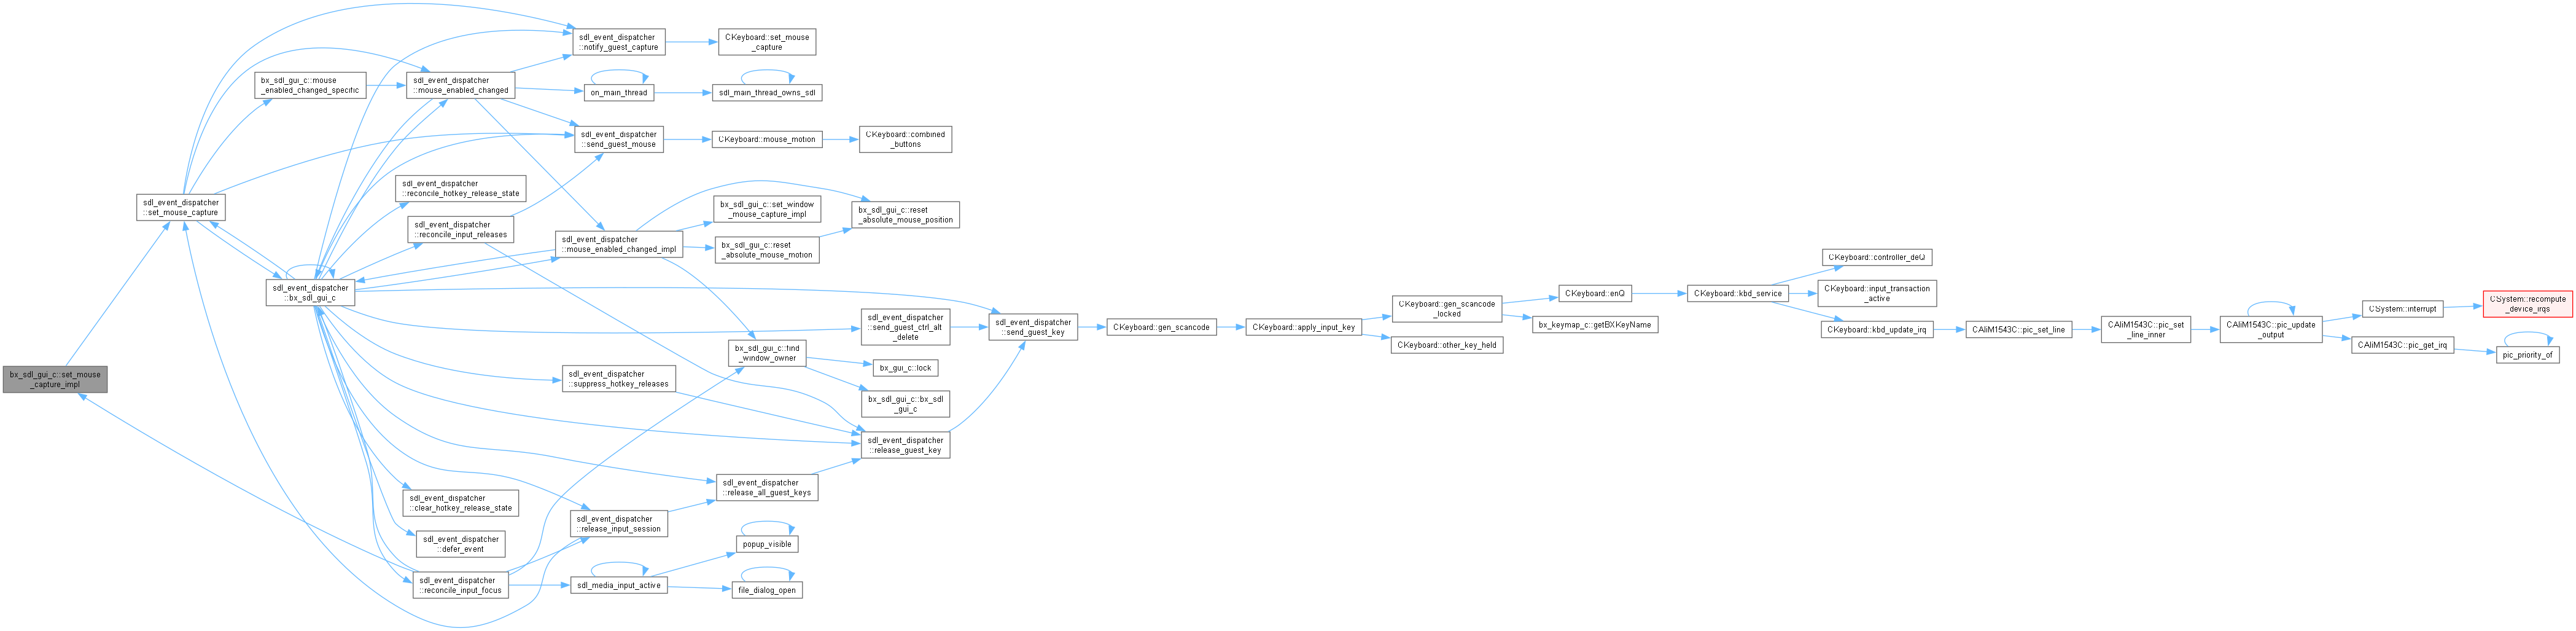 bx_sdl_gui_c::set_mouse
_capture_impl
sdl_event_dispatcher
::set_mouse_capture
bx_sdl_gui_c::mouse
_enabled_changed_specific
sdl_event_dispatcher
::bx_sdl_gui_c
sdl_event_dispatcher
::mouse_enabled_changed
sdl_event_dispatcher
::reconcile_hotkey_release_state
sdl_event_dispatcher
::reconcile_input_releases
sdl_event_dispatcher
::clear_hotkey_release_state
sdl_event_dispatcher
::defer_event
sdl_event_dispatcher
::reconcile_input_focus
sdl_event_dispatcher
::notify_guest_capture
on_main_thread
sdl_event_dispatcher
::send_guest_mouse
sdl_event_dispatcher
::mouse_enabled_changed_impl
sdl_event_dispatcher
::suppress_hotkey_releases
sdl_event_dispatcher
::release_input_session
sdl_media_input_active
CKeyboard::set_mouse
_capture
sdl_main_thread_owns_sdl
CKeyboard::mouse_motion
bx_sdl_gui_c::set_window
_mouse_capture_impl
bx_sdl_gui_c::reset
_absolute_mouse_motion
bx_sdl_gui_c::find
_window_owner
sdl_event_dispatcher
::release_all_guest_keys
popup_visible
file_dialog_open
CKeyboard::combined
_buttons
bx_sdl_gui_c::reset
_absolute_mouse_position
sdl_event_dispatcher
::send_guest_ctrl_alt
_delete
bx_gui_c::lock
bx_sdl_gui_c::bx_sdl
_gui_c
sdl_event_dispatcher
::release_guest_key
sdl_event_dispatcher
::send_guest_key
CKeyboard::gen_scancode
CKeyboard::apply_input_key
CKeyboard::gen_scancode
_locked
CKeyboard::other_key_held
CKeyboard::enQ
bx_keymap_c::getBXKeyName
CKeyboard::kbd_service
CKeyboard::controller_deQ
CKeyboard::input_transaction
_active
CKeyboard::kbd_update_irq
CAliM1543C::pic_set_line
CAliM1543C::pic_set
_line_inner
CAliM1543C::pic_update
_output
CSystem::interrupt
CAliM1543C::pic_get_irq
CSystem::recompute
_device_irqs
pic_priority_of